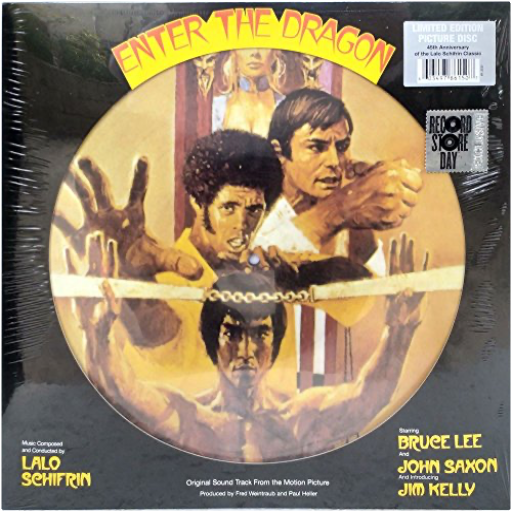 ENTER THE DRAGON
LIMITED EDITION
PICTURE DISC
45th Anniversary
of the Lalo Schifrin Classic
RECORD
STORE
DAY
Music Composed
and Conducted by
LALO
SCHIFRIN
Original Sound Track From the Motion Picture
Produced by Fred Weintraub and Paul Heller
Starring
BRUCE LEE
And
JOHN SAXON
And Introducing
JIM KELLY